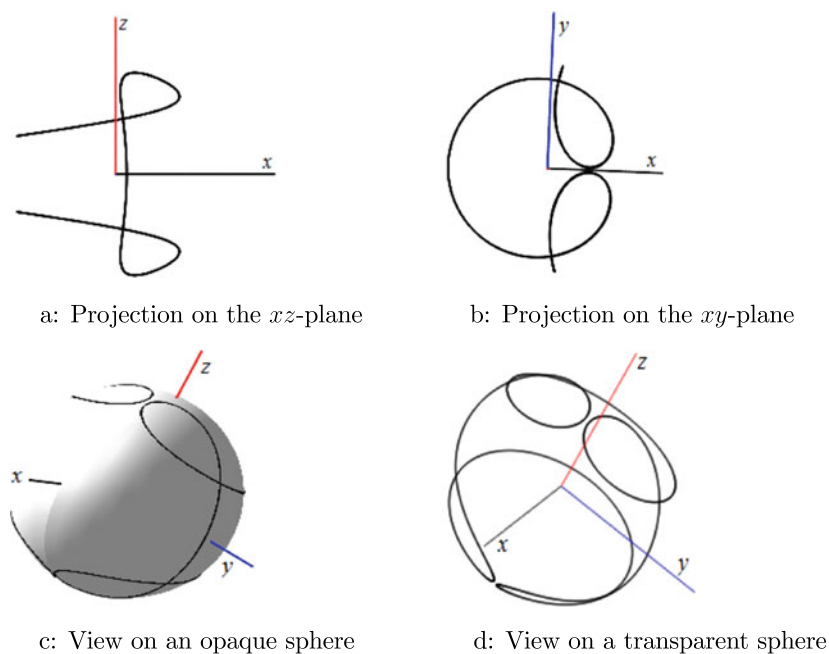 z
x
y
x
a: Projection on the xz-plane
b: Projection on the xy-plane
z
x
y
z
x
y
c: View on an opaque sphere
d: View on a transparent sphere